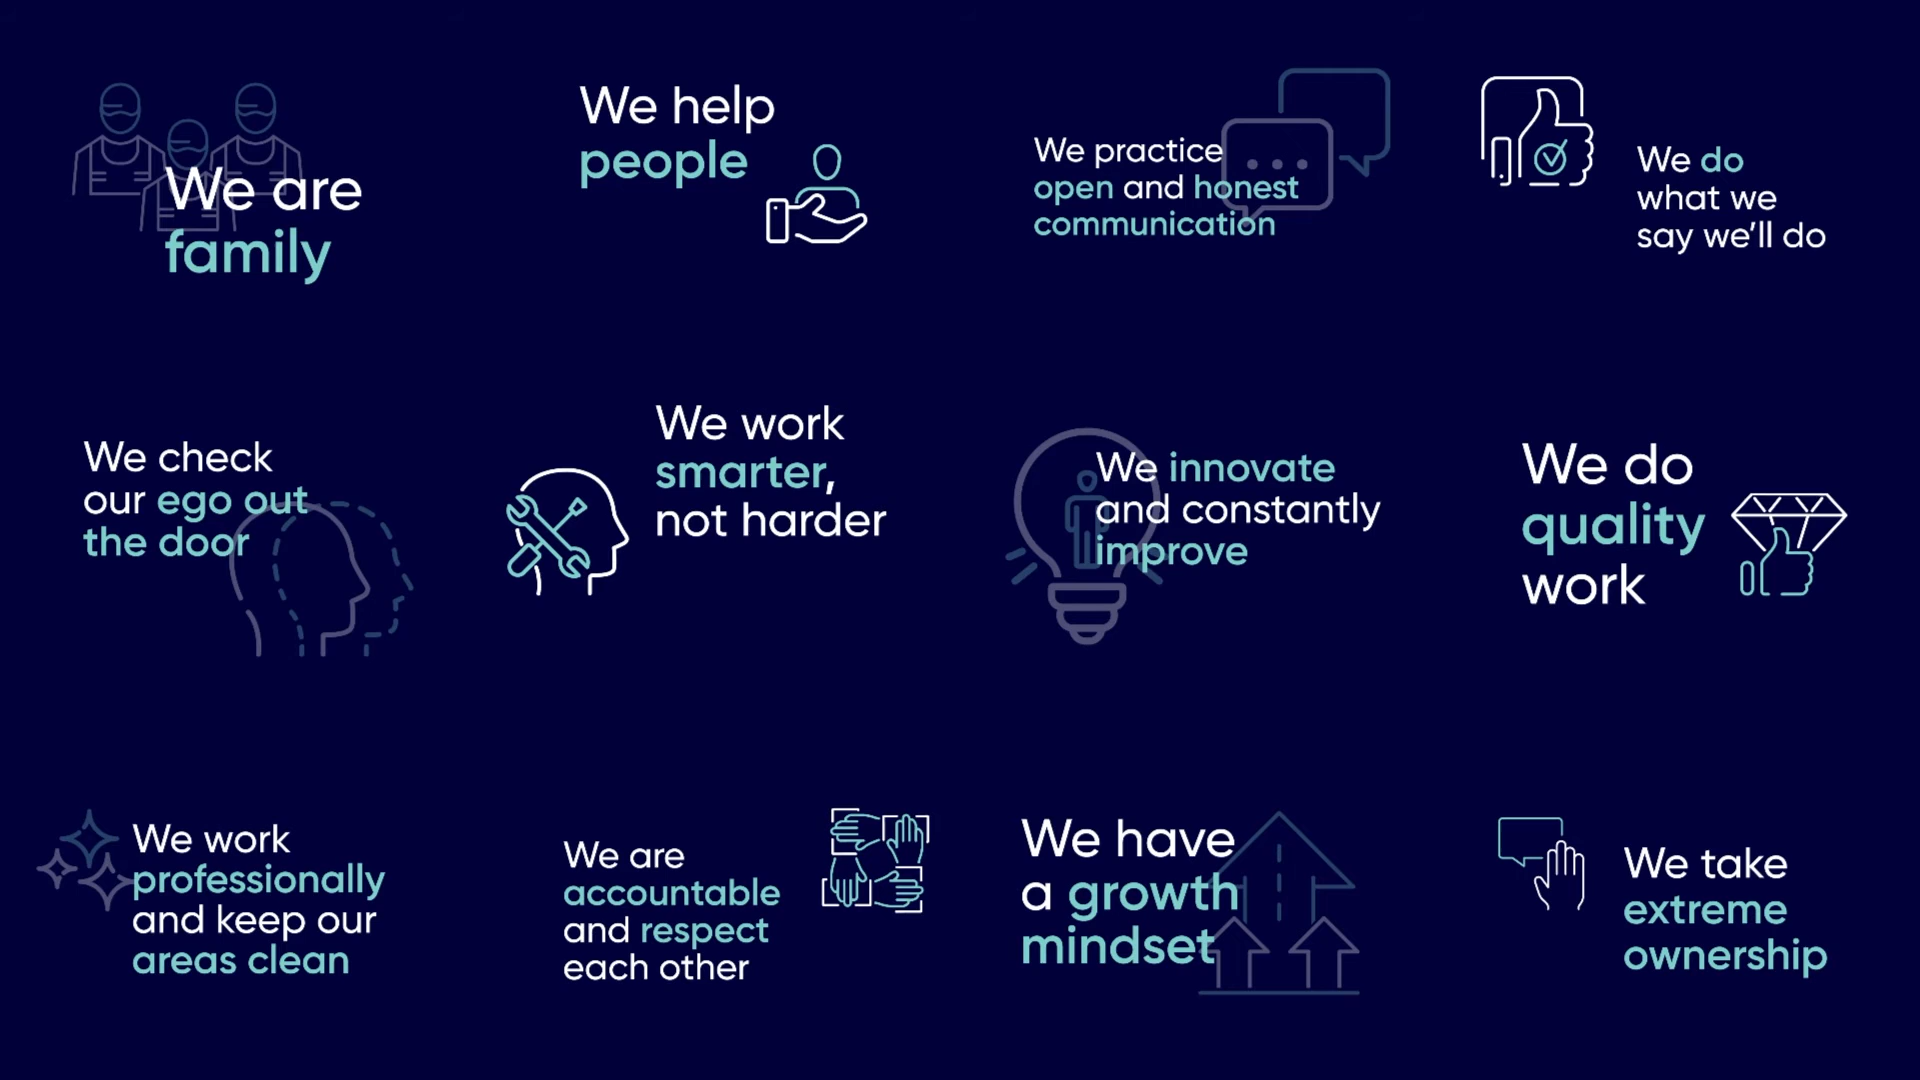 We are
family
We help
people
We practice
open and honest
communication
We do
what we
say we'll do
We check
our ego out
the door
We work
smarter,
not harder
We innovate
and constantly
improve
We do
quality
work
We work
professionally
and keep our
areas clean
We are
accountable
and respect
each other
We have
a growth
mindset
We take
extreme
ownership